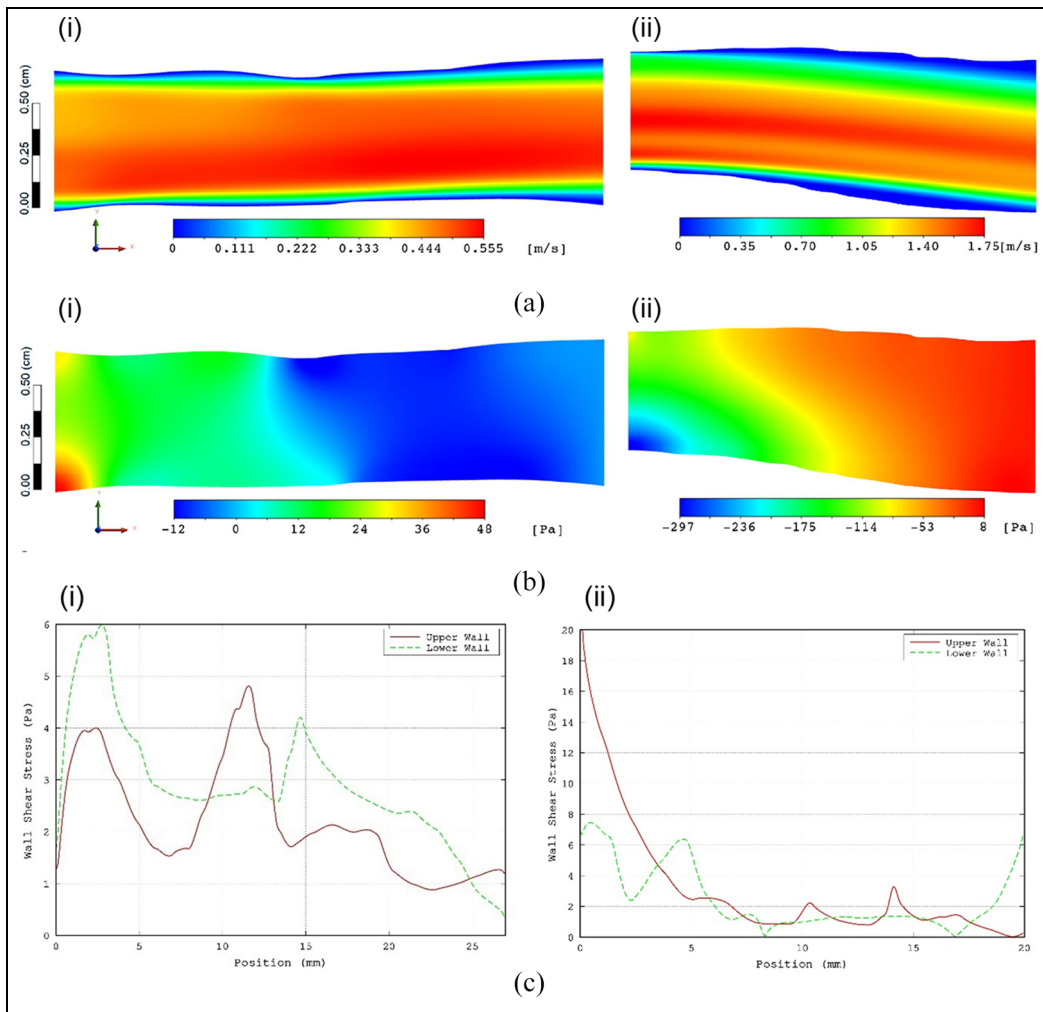 (i)
(ii)
0.50 (cm)
0.25
0.00
Y
X
0 0.111 0.222 0.333 0.444 0.555
[m/s]
0 0.35 0.70 1.05 1.40 1.75[m/s]
(a)
(i)
(ii)
0.50 (cm)
0.25
0.00
-12 0 12 24 36 48
[Pa]
-297 -236 -175 -114 -53 8
[Pa]
(b)
(i)
(ii)
Upper Wall
Lower Wall
6
5
4
3
2
1
0
Wall Shear Stress (Pa)
0 5 10 15 20 25
Position (mm)
Upper Wall
Lower Wall
20
18
16
14
12
10
8
6
4
2
0
Wall Shear Stress (Pa)
0 5 10 15 20
Position (mm)
(c)